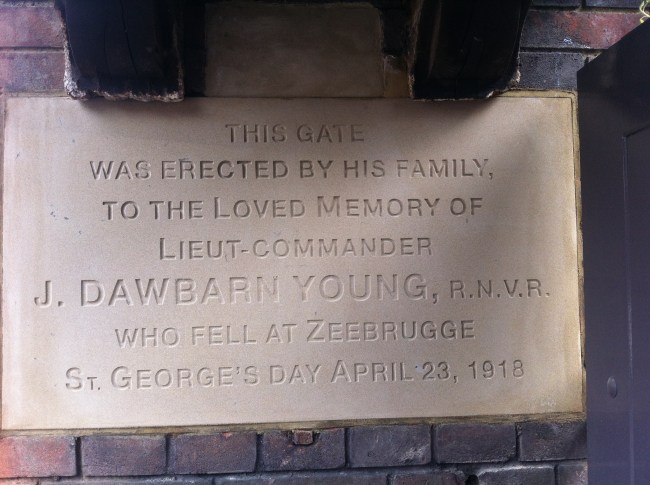 THIS GATE
WAS ERECTED BY HIS FAMILY,
TO THE LOVED MEMORY OF
LIEUT-COMMANDER
J. DAWBARN YOUNG, R.N.V.R.
WHO FELL AT ZEEBRUGGE
ST. GEORGE'S DAY APRIL 23, 1918